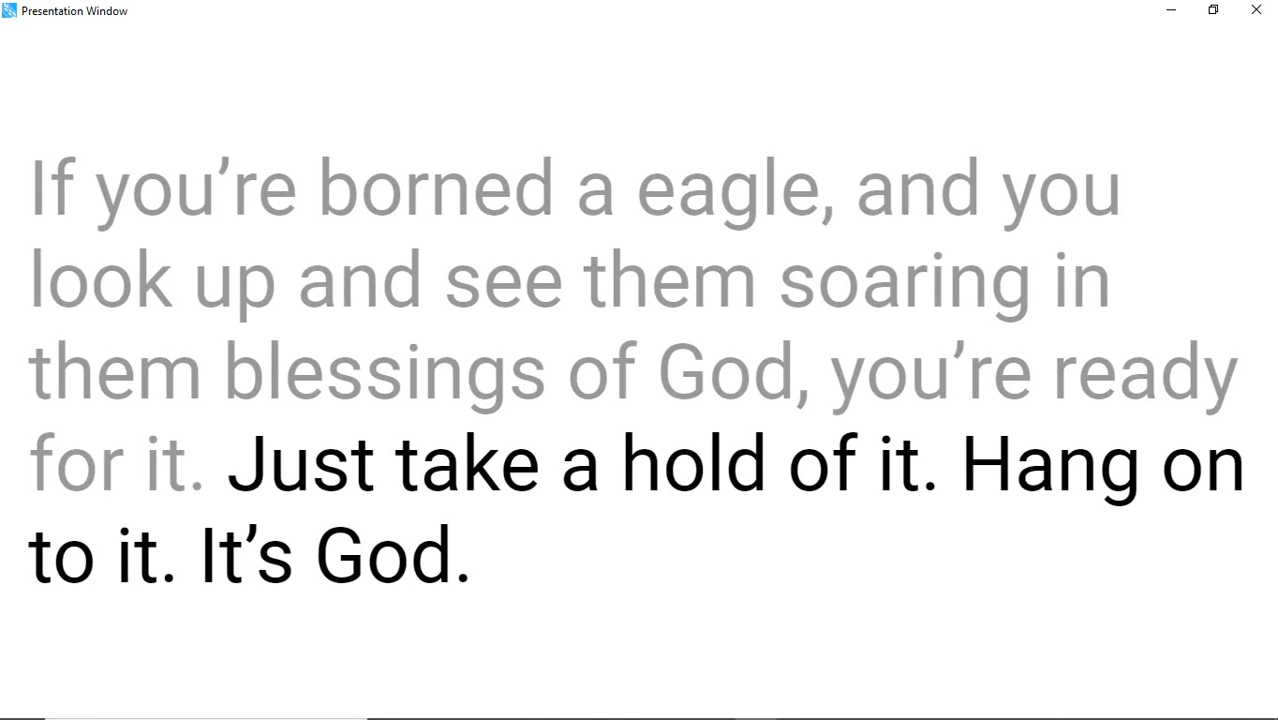 Presentation Window
If you’re borned a eagle, and you
look up and see them soaring in
them blessings of God, you’re ready
for it. Just take a hold of it. Hang on
to it. It’s God.